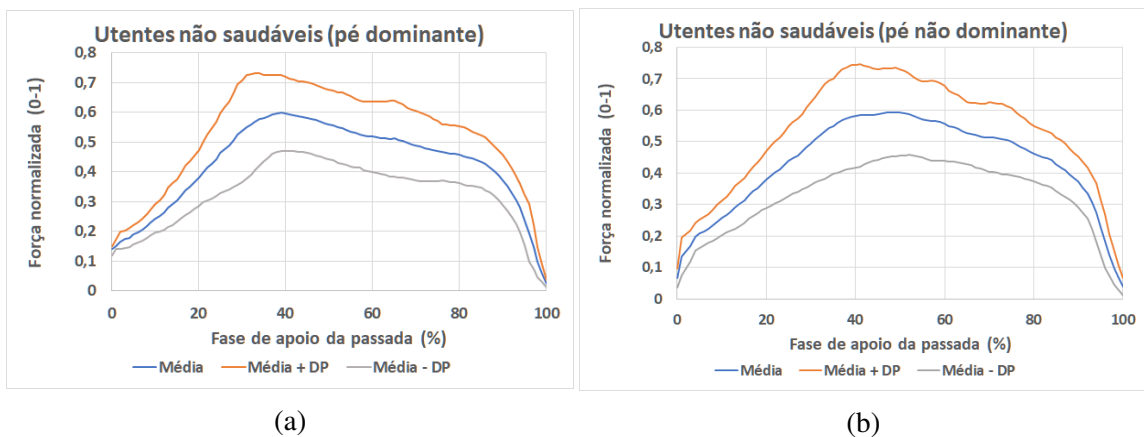 Utentes não saudáveis (pé dominante)
0,8
0,7
0,6
0,5
0,4
0,3
0,2
0,1
0
Força normalizada (0-1)
0 20 40 60 80 100
Fase de apoio da passada (%)
Média Média + DP Média - DP
(a)
Utentes não saudáveis (pé não dominante)
0,8
0,7
0,6
0,5
0,4
0,3
0,2
0,1
0
Força normalizada (0-1)
0 20 40 60 80 100
Fase de apoio da passada (%)
Média Média + DP Média - DP
(b)